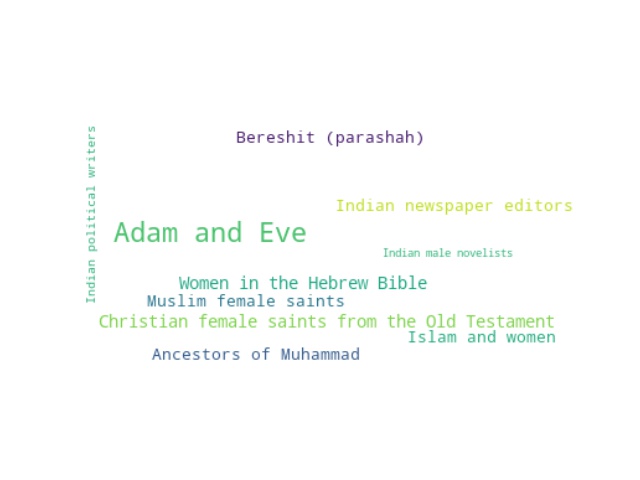 Indian political writers
Bereshit (parashah)
Indian newspaper editors
Adam and Eve
Indian male novelists
Women in the Hebrew Bible
Muslim female saints
Christian female saints from the Old Testament
Islam and women
Ancestors of Muhammad